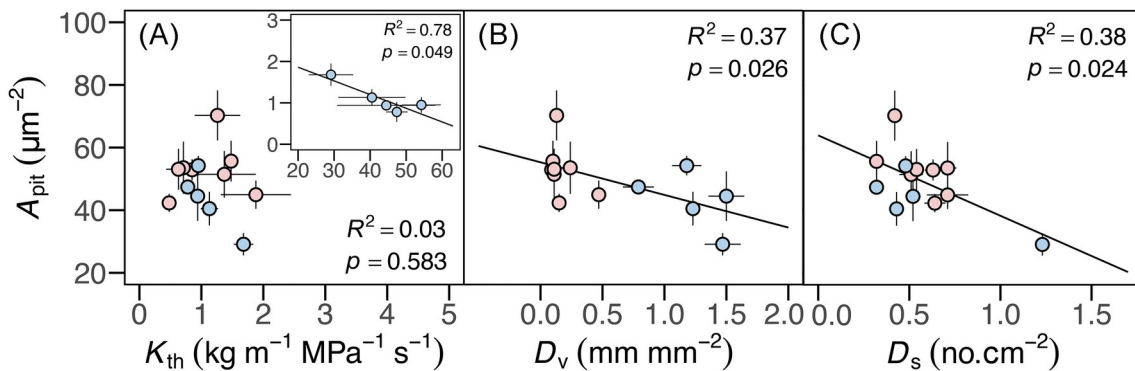 (A)
R² = 0.78
p = 0.049
3
2
1
0
20 30 40 50 60
R² = 0.03
p = 0.583
(B)
R² = 0.37
p = 0.026
(C)
R² = 0.38
p = 0.024
A_pit (µm⁻²)
100
80
60
40
20
0 1 2 3 4 5
K_th (kg m⁻¹ MPa⁻¹ s⁻¹)
0.0 0.5 1.0 1.5 2.0
D_v (mm mm⁻²)
0.0 0.5 1.0 1.5
D_s (no.cm⁻²)